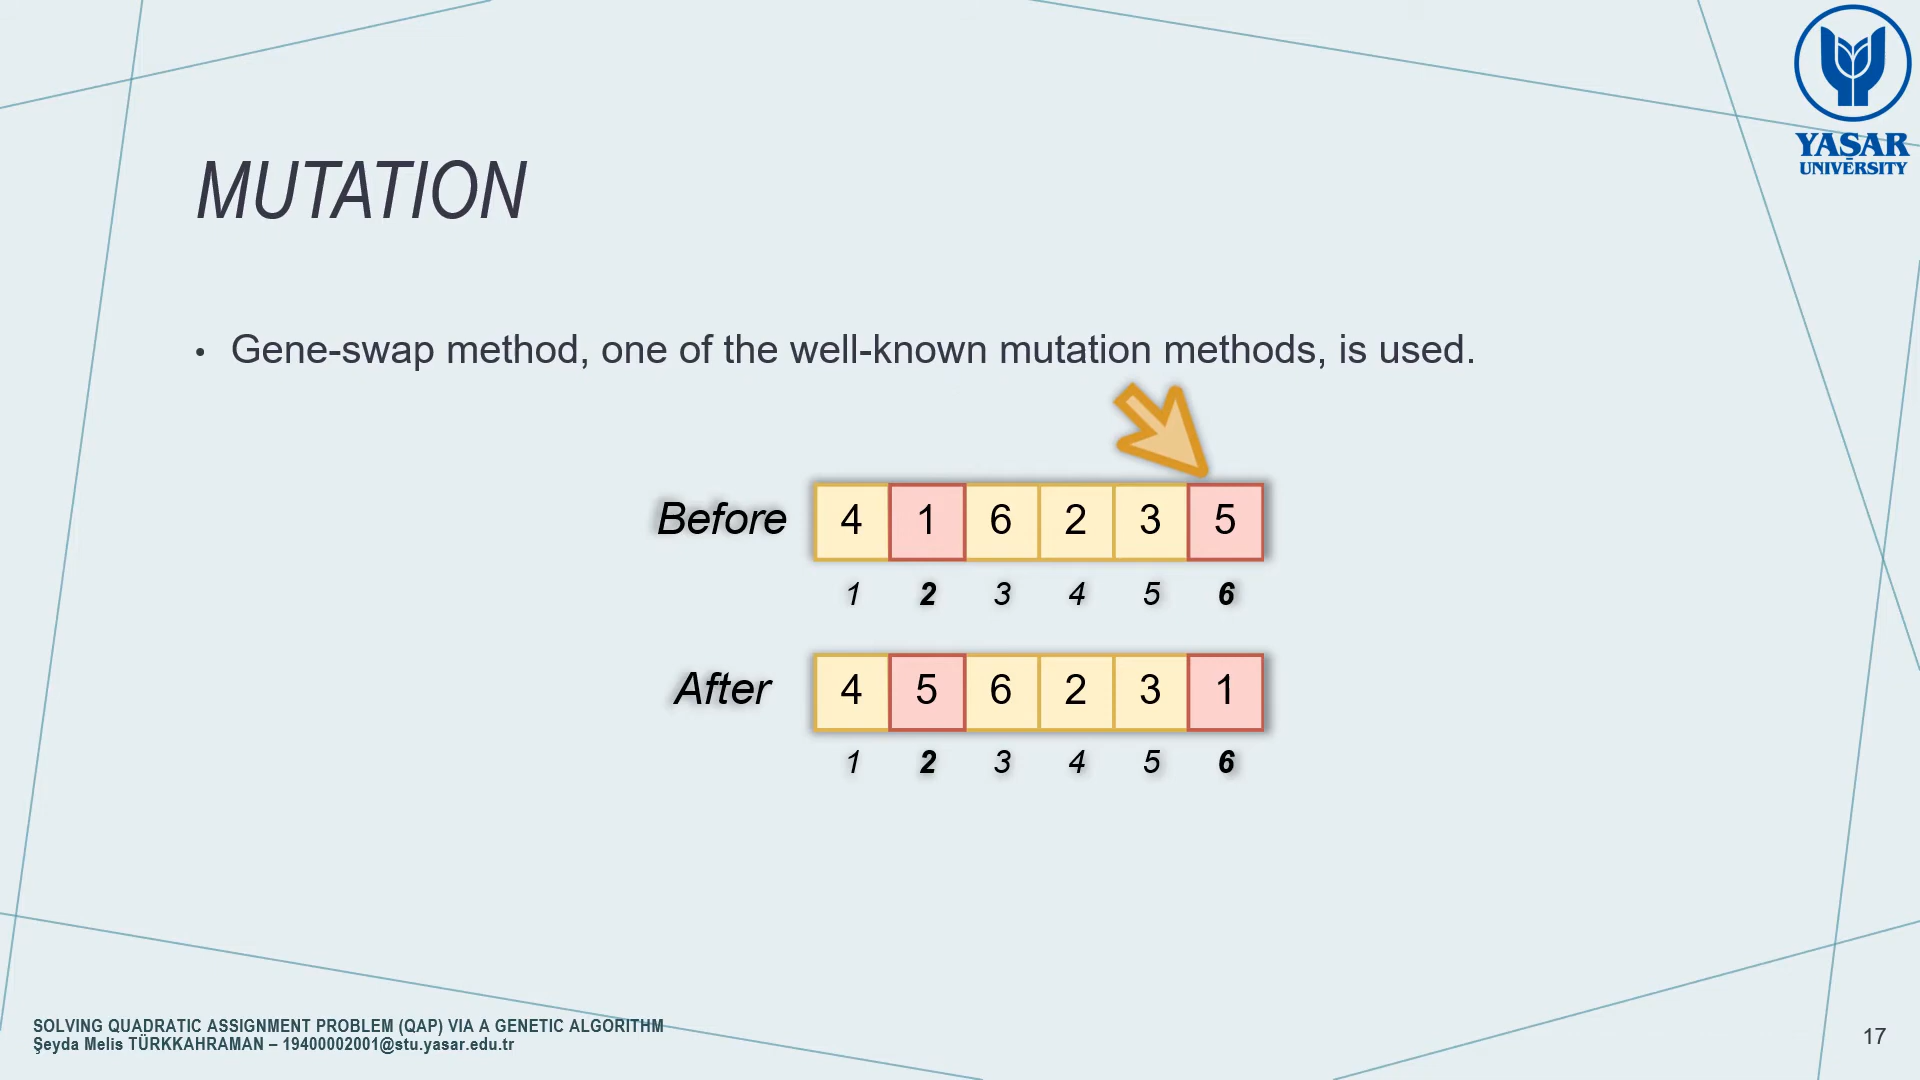 YAŞAR
UNIVERSITY
MUTATION
• Gene-swap method, one of the well-known mutation methods, is used.
Before 4 1 6 2 3 5
1 2 3 4 5 6
After 4 5 6 2 3 1
1 2 3 4 5 6
SOLVING QUADRATIC ASSIGNMENT PROBLEM (QAP) VIA A GENETIC ALGORITHM
Şeyda Melis TÜRKKAHRAMAN – 19400002001@stu.yasar.edu.tr
17